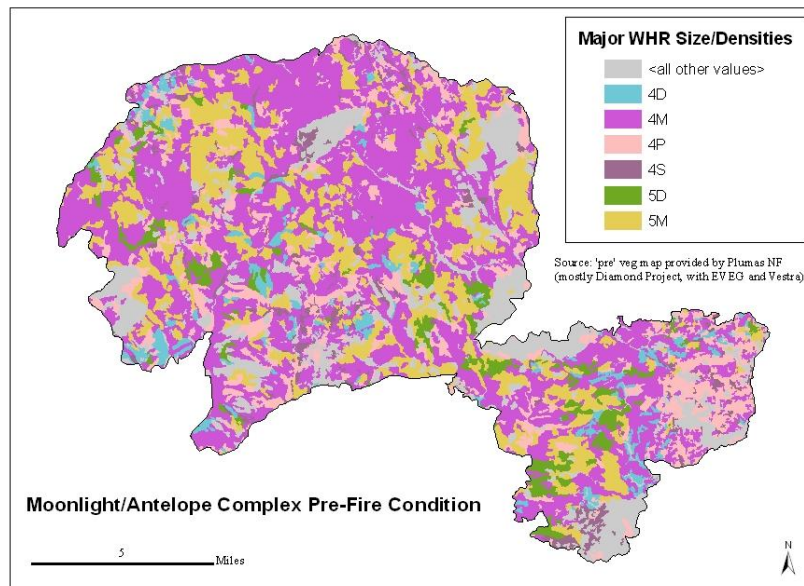 Major WHR Size/Densities
<all other values>
4D
4M
4P
4S
5D
5M
Source: 'pre' veg map provided by Plumas NF
(mostly Diamond Project, with EVEG and Vestra)
Moonlight/Antelope Complex Pre-Fire Condition
5
Miles
N